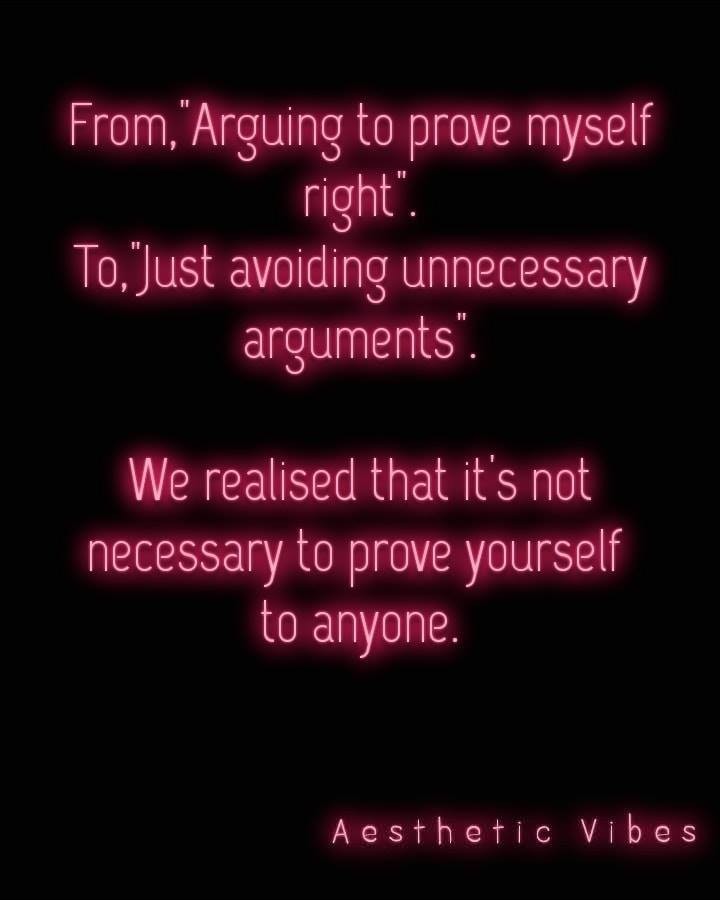 From,"Arguing to prove myself
right".
To,"Just avoiding unnecessary
arguments".
We realised that it's not
necessary to prove yourself
to anyone.
Aesthetic Vibes